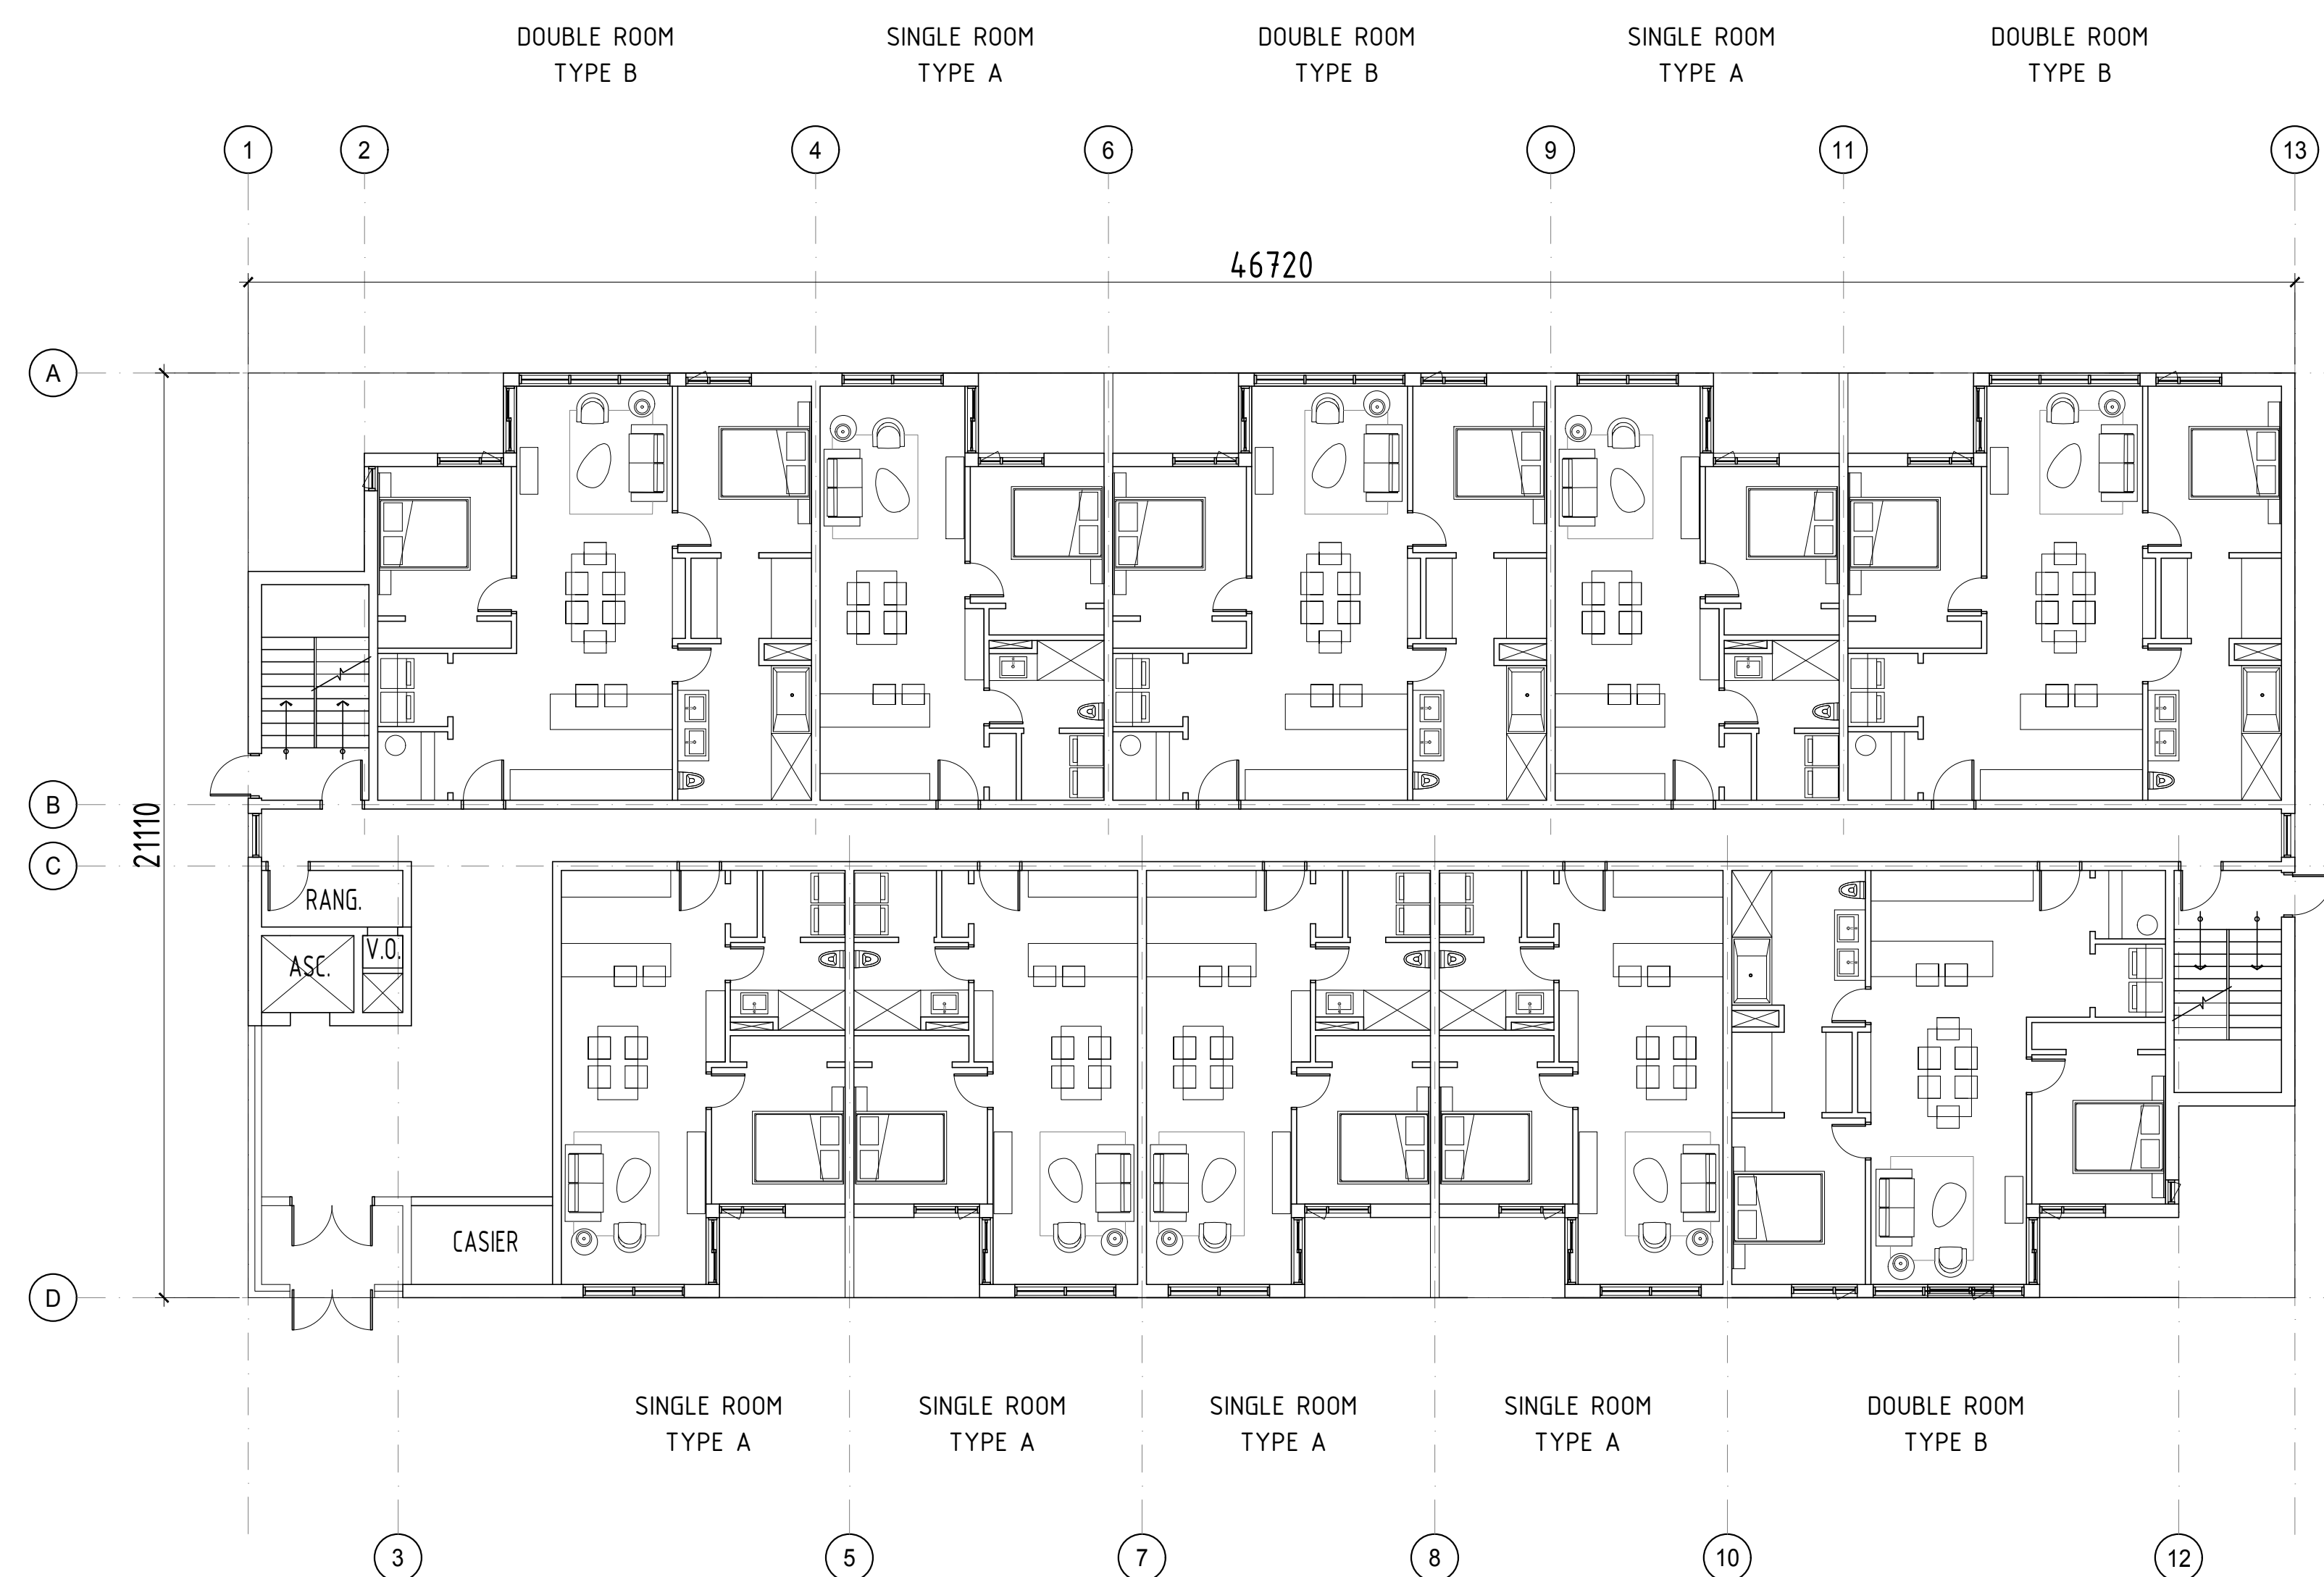 DOUBLE ROOM
TYPE B
SINGLE ROOM
TYPE A
DOUBLE ROOM
TYPE B
SINGLE ROOM
TYPE A
DOUBLE ROOM
TYPE B
1
2
4
6
9
11
13
46720
A
B
21110
C
RANG.
V.O.
ASC.
CASIER
D
SINGLE ROOM
TYPE A
SINGLE ROOM
TYPE A
SINGLE ROOM
TYPE A
SINGLE ROOM
TYPE A
DOUBLE ROOM
TYPE B
3
5
7
8
10
12